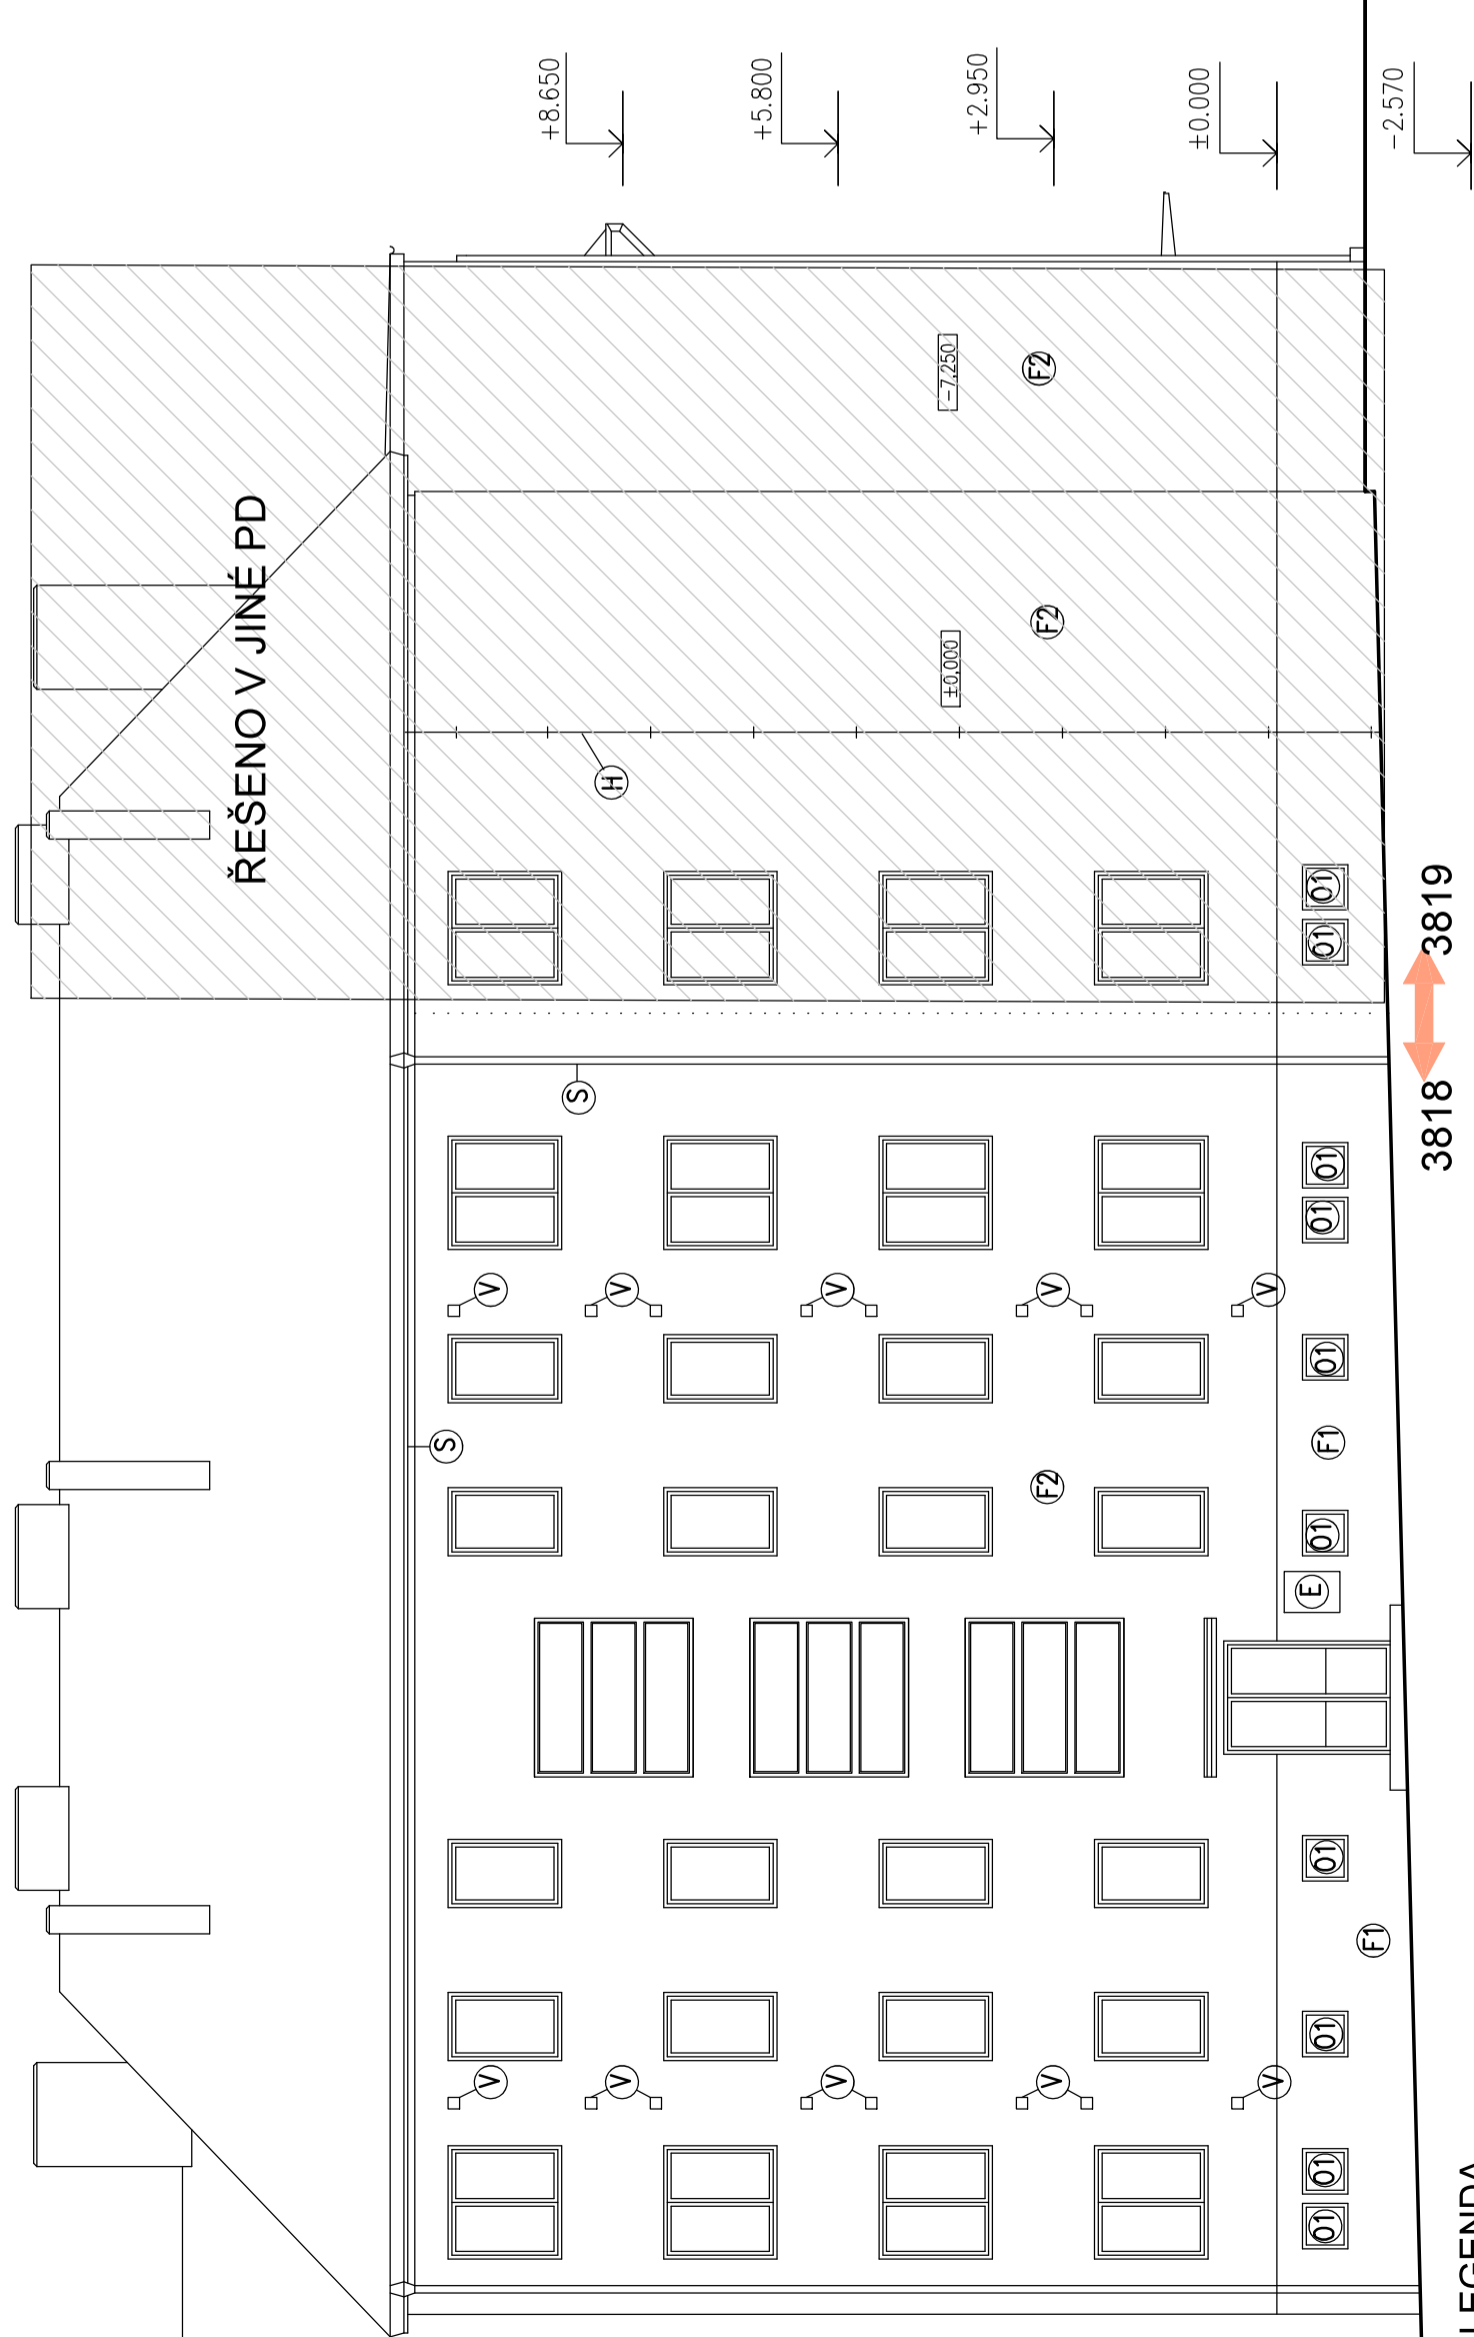 ŘEŠENO V JINÉ PD
S
V V
+8.650
S
H
V V
+5.800
V V
±0,000 -7,250
+2.950
F2 F2 F2
V V
±0.000
V V
E
01 01 01 01 01 F1 01 01 01 01 01
F1
-2.570
3818 3819
LEGENDA